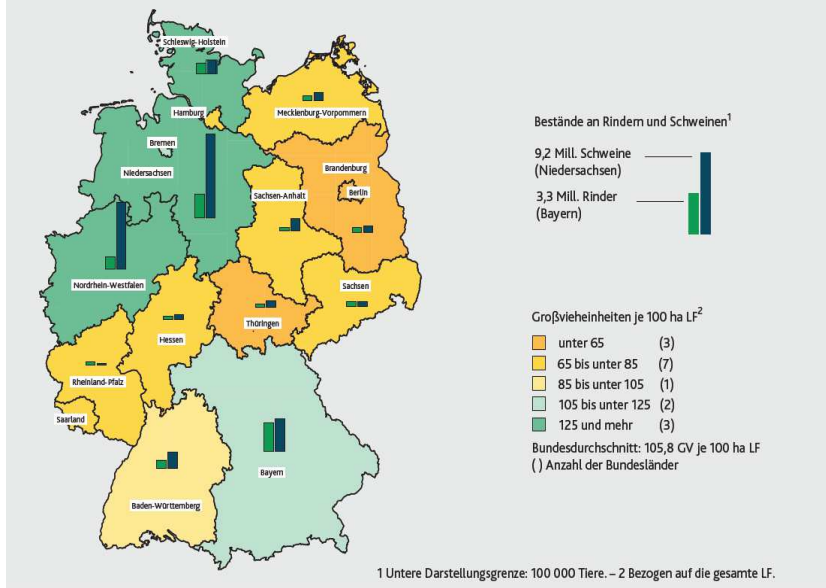 Schleswig-Holstein
Hamburg
Mecklenburg-Vorpommern
Bremen
Niedersachsen
Brandenburg
Berlin
Sachsen-Anhalt
Nordrhein-Westfalen
Sachsen
Thüringen
Hessen
Rheinland-Pfalz
Saarland
Bayern
Baden-Württemberg
Bestände an Rindern und Schweinen1
9,2 Mill. Schweine
(Niedersachsen)
3,3 Mill. Rinder
(Bayern)
Großvieheinheiten je 100 ha LF2
unter 65 (3)
65 bis unter 85 (7)
85 bis unter 105 (1)
105 bis unter 125 (2)
125 und mehr (3)
Bundesdurchschnitt: 105,8 GV je 100 ha LF
( ) Anzahl der Bundesländer
1 Untere Darstellungsgrenze: 100 000 Tiere. – 2 Bezogen auf die gesamte LF.